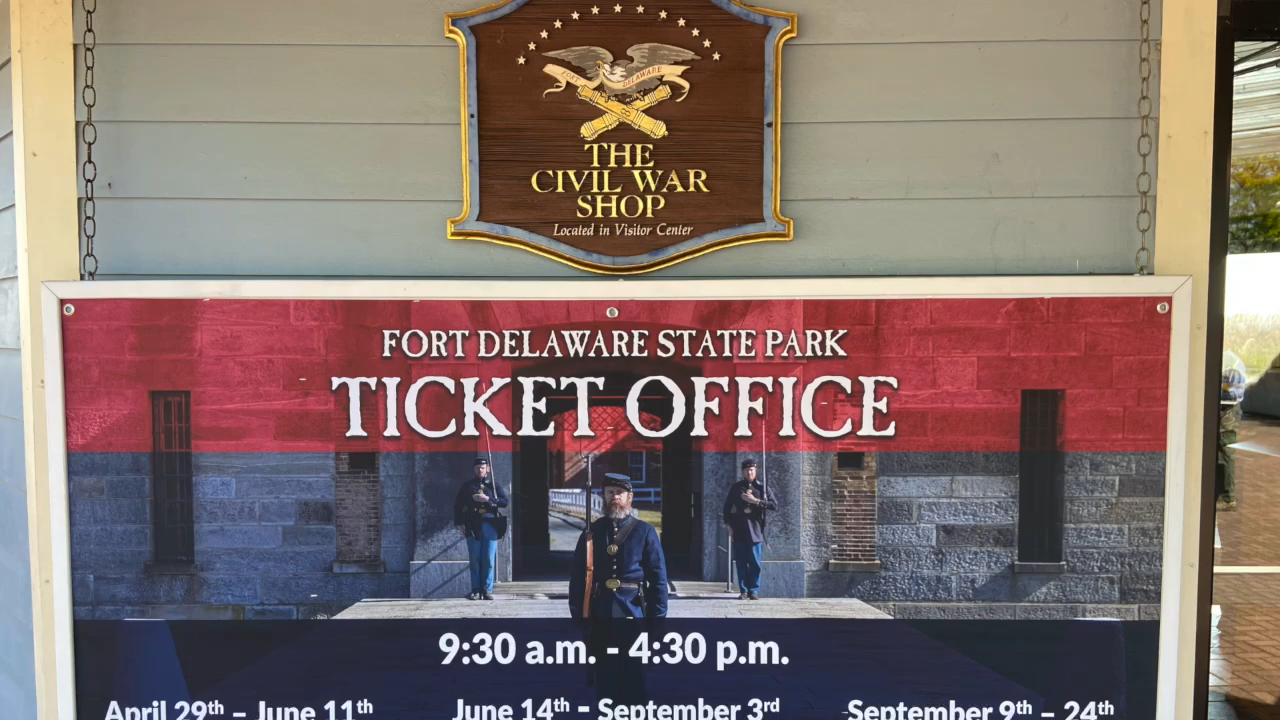 FORT DELAWARE
THE
CIVIL WAR
SHOP
Located in Visitor Center
FORT DELAWARE STATE PARK
TICKET OFFICE
9:30 a.m. - 4:30 p.m.
April 29th – June 11th
June 14th - September 3rd
September 9th – 24th